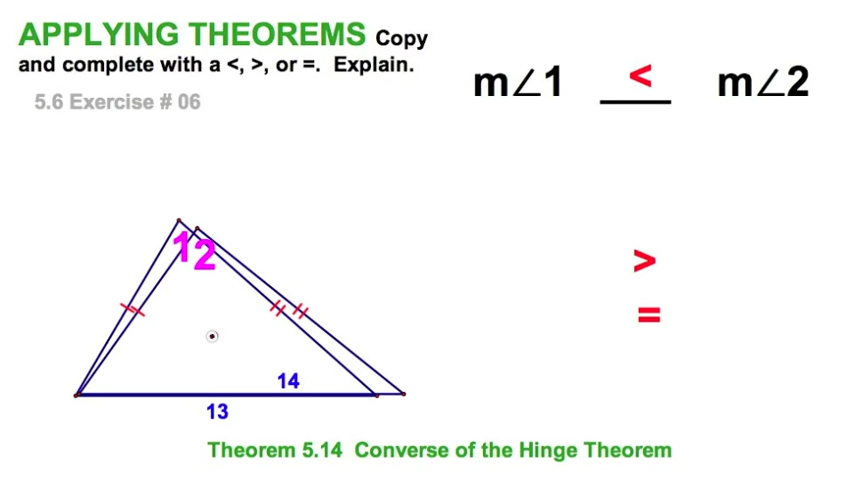 APPLYING THEOREMS Copy
and complete with a <, >, or =. Explain.
5.6 Exercise # 06
m∠1 < m∠2
12
>
=
14
13
Theorem 5.14 Converse of the Hinge Theorem